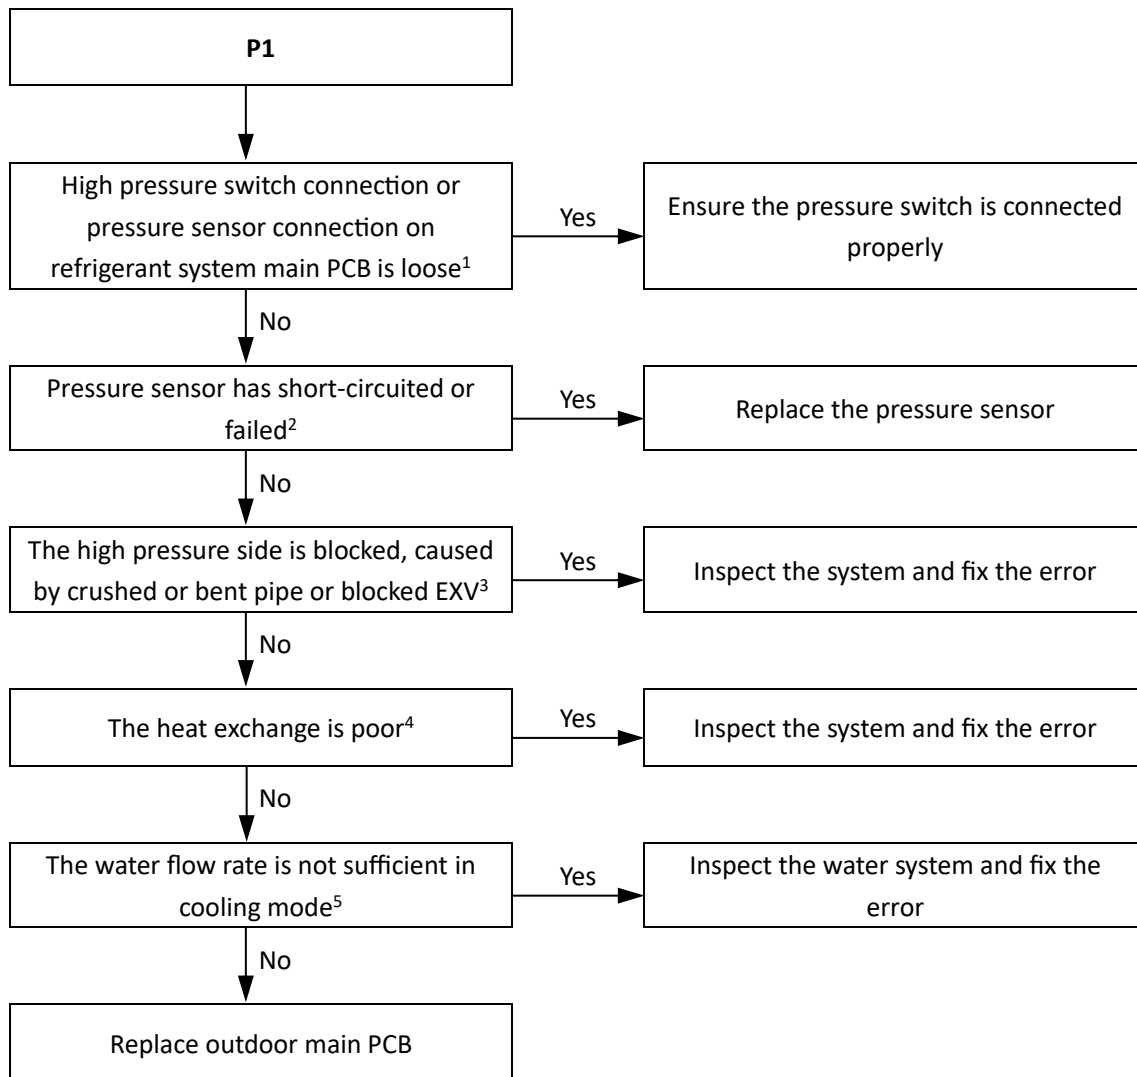 P1
High pressure switch connection or
pressure sensor connection on
refrigerant system main PCB is loose¹
Yes
Ensure the pressure switch is connected
properly
No
Pressure sensor has short-circuited or
failed²
Yes
Replace the pressure sensor
No
The high pressure side is blocked, caused
by crushed or bent pipe or blocked EXV³
Yes
Inspect the system and fix the error
No
The heat exchange is poor⁴
Yes
Inspect the system and fix the error
No
The water flow rate is not sufficient in
cooling mode⁵
Yes
Inspect the water system and fix the
error
No
Replace outdoor main PCB